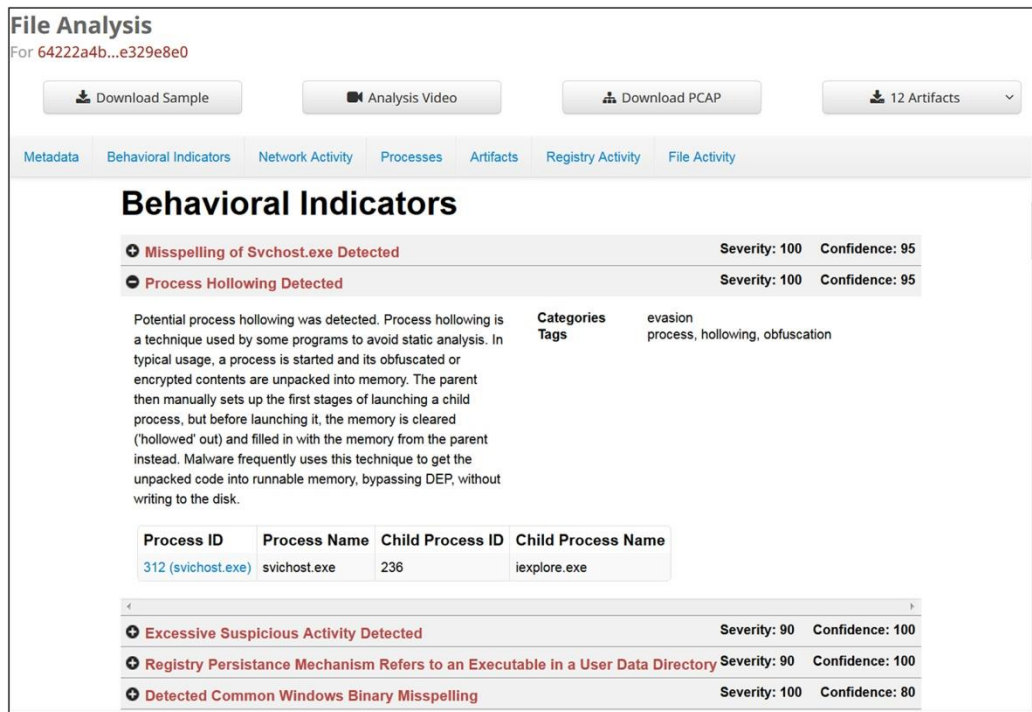 File Analysis
For 64222a4b...e329e8e0
Download Sample
Analysis Video
Download PCAP
12 Artifacts
Metadata Behavioral Indicators Network Activity Processes Artifacts Registry Activity File Activity
Behavioral Indicators
Misspelling of Svchost.exe Detected Severity: 100 Confidence: 95
Process Hollowing Detected Severity: 100 Confidence: 95
Potential process hollowing was detected. Process hollowing is
a technique used by some programs to avoid static analysis. In
typical usage, a process is started and its obfuscated or
encrypted contents are unpacked into memory. The parent
then manually sets up the first stages of launching a child
process, but before launching it, the memory is cleared
('hollowed' out) and filled in with the memory from the parent
instead. Malware frequently uses this technique to get the
unpacked code into runnable memory, bypassing DEP, without
writing to the disk.
Categories evasion
Tags process, hollowing, obfuscation
Process ID Process Name Child Process ID Child Process Name
312 (svichost.exe) svichost.exe 236 iexplore.exe
Excessive Suspicious Activity Detected Severity: 90 Confidence: 100
Registry Persistance Mechanism Refers to an Executable in a User Data Directory Severity: 90 Confidence: 100
Detected Common Windows Binary Misspelling Severity: 100 Confidence: 80